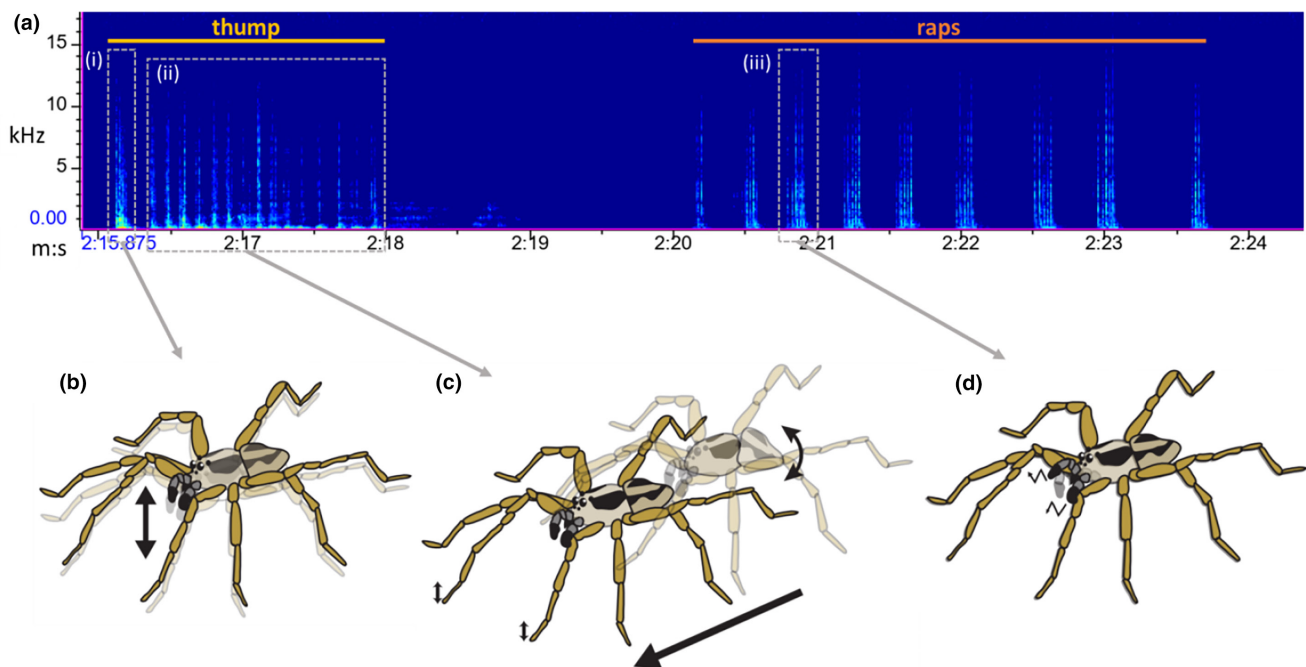 (a)
thump
raps
15
(i)
(ii)
(iii)
10
kHz
5
0.00
2:15.875
2:17
2:18
2:19
2:20
2:21
2:22
2:23
2:24
m:s
(b)
(c)
(d)